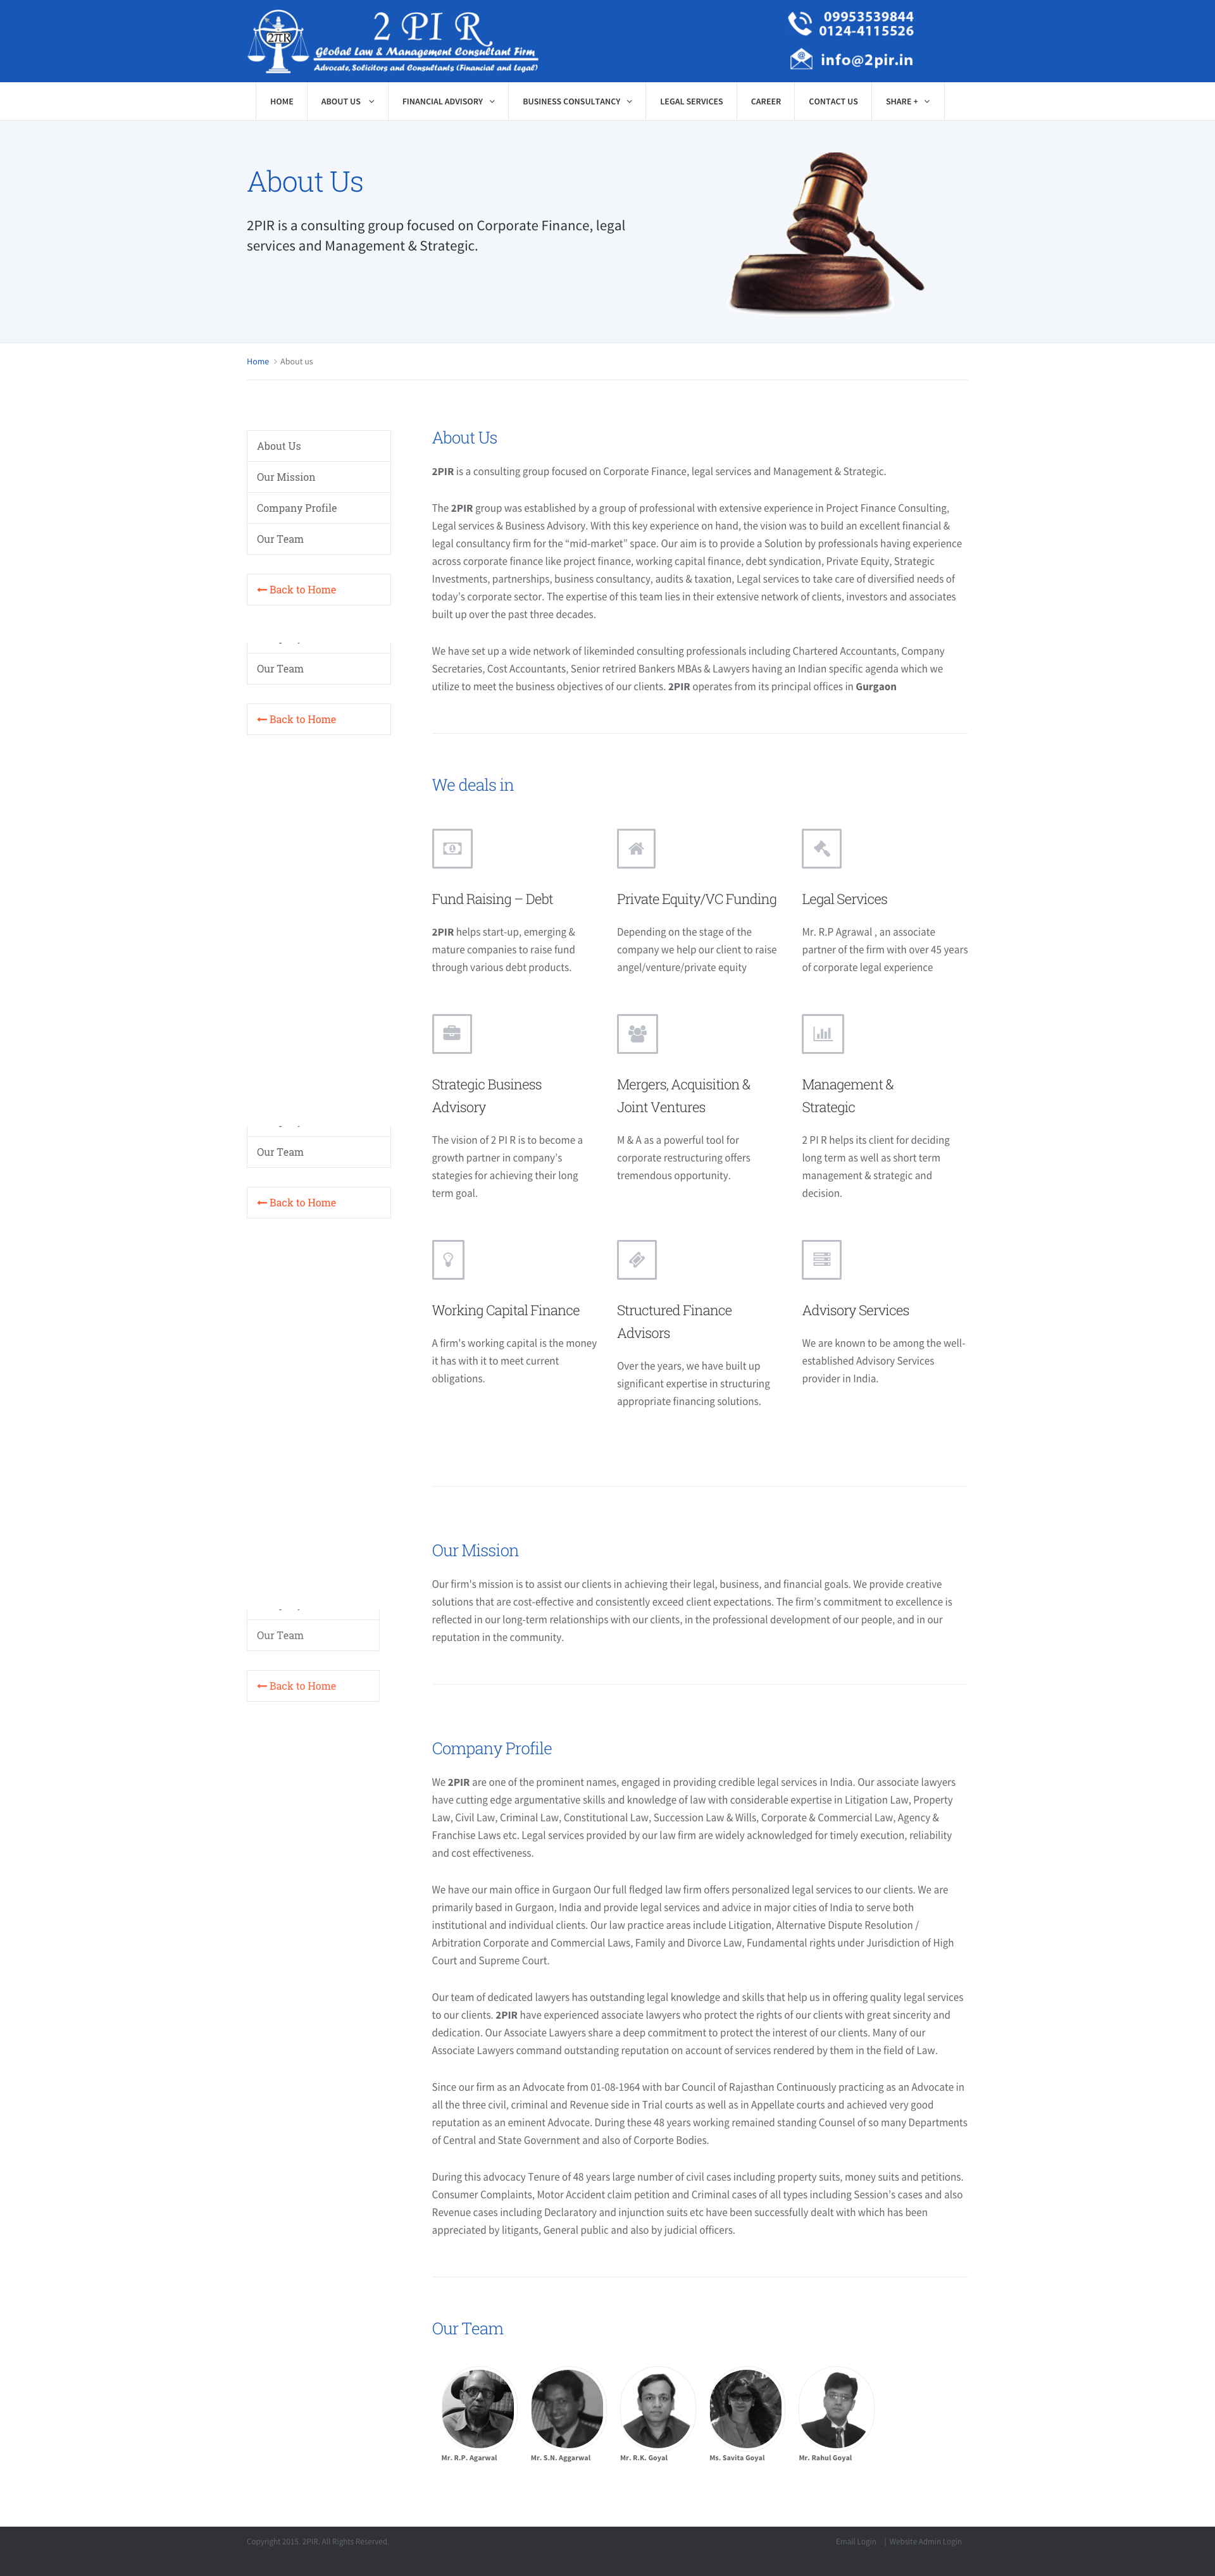 2 PI R
2πR
Global Law & Management Consultant Firm
Advocate, Solicitors and Consultants (Financial and Legal)
09953539844
0124-4115526
info@2pir.in
HOME
ABOUT US
FINANCIAL ADVISORY
BUSINESS CONSULTANCY
LEGAL SERVICES
CAREER
CONTACT US
SHARE +
About Us
2PIR is a consulting group focused on Corporate Finance, legal
services and Management & Strategic.
Home > About us
About Us
Our Mission
Company Profile
Our Team
Back to Home
Our Team
Back to Home
About Us
2PIR is a consulting group focused on Corporate Finance, legal services and Management & Strategic.
The 2PIR group was established by a group of professional with extensive experience in Project Finance Consulting,
Legal services & Business Advisory. With this key experience on hand, the vision was to build an excellent financial &
legal consultancy firm for the “mid-market” space. Our aim is to provide a Solution by professionals having experience
across corporate finance like project finance, working capital finance, debt syndication, Private Equity, Strategic
Investments, partnerships, business consultancy, audits & taxation, Legal services to take care of diversified needs of
today’s corporate sector. The expertise of this team lies in their extensive network of clients, investors and associates
built up over the past three decades.
We have set up a wide network of likeminded consulting professionals including Chartered Accountants, Company
Secretaries, Cost Accountants, Senior retrired Bankers MBAs & Lawyers having an Indian specific agenda which we
utilize to meet the business objectives of our clients. 2PIR operates from its principal offices in Gurgaon
We deals in
Fund Raising – Debt
2PIR helps start-up, emerging &
mature companies to raise fund
through various debt products.
Private Equity/VC Funding
Depending on the stage of the
company we help our client to raise
angel/venture/private equity
Legal Services
Mr. R.P Agrawal , an associate
partner of the firm with over 45 years
of corporate legal experience
Strategic Business
Advisory
The vision of 2 PI R is to become a
growth partner in company's
stategies for achieving their long
term goal.
Mergers, Acquisition &
Joint Ventures
M & A as a powerful tool for
corporate restructuring offers
tremendous opportunity.
Management &
Strategic
2 PI R helps its client for deciding
long term as well as short term
management & strategic and
decision.
Our Team
Back to Home
Working Capital Finance
A firm's working capital is the money
it has with it to meet current
obligations.
Structured Finance
Advisors
Over the years, we have built up
significant expertise in structuring
appropriate financing solutions.
Advisory Services
We are known to be among the well-
established Advisory Services
provider in India.
Our Mission
Our firm's mission is to assist our clients in achieving their legal, business, and financial goals. We provide creative
solutions that are cost-effective and consistently exceed client expectations. The firm's commitment to excellence is
reflected in our long-term relationships with our clients, in the professional development of our people, and in our
reputation in the community.
Our Team
Back to Home
Company Profile
We 2PIR are one of the prominent names, engaged in providing credible legal services in India. Our associate lawyers
have cutting edge argumentative skills and knowledge of law with considerable expertise in Litigation Law, Property
Law, Civil Law, Criminal Law, Constitutional Law, Succession Law & Wills, Corporate & Commercial Law, Agency &
Franchise Laws etc. Legal services provided by our law firm are widely acknowledged for timely execution, reliability
and cost effectiveness.
We have our main office in Gurgaon Our full fledged law firm offers personalized legal services to our clients. We are
primarily based in Gurgaon, India and provide legal services and advice in major cities of India to serve both
institutional and individual clients. Our law practice areas include Litigation, Alternative Dispute Resolution /
Arbitration Corporate and Commercial Laws, Family and Divorce Law, Fundamental rights under Jurisdiction of High
Court and Supreme Court.
Our team of dedicated lawyers has outstanding legal knowledge and skills that help us in offering quality legal services
to our clients. 2PIR have experienced associate lawyers who protect the rights of our clients with great sincerity and
dedication. Our Associate Lawyers share a deep commitment to protect the interest of our clients. Many of our
Associate Lawyers command outstanding reputation on account of services rendered by them in the field of Law.
Since our firm as an Advocate from 01-08-1964 with bar Council of Rajasthan Continuously practicing as an Advocate in
all the three civil, criminal and Revenue side in Trial courts as well as in Appellate courts and achieved very good
reputation as an eminent Advocate. During these 48 years working remained standing Counsel of so many Departments
of Central and State Government and also of Corporte Bodies.
During this advocacy Tenure of 48 years large number of civil cases including property suits, money suits and petitions.
Consumer Complaints, Motor Accident claim petition and Criminal cases of all types including Session's cases and also
Revenue cases including Declaratory and injunction suits etc have been successfully dealt with which has been
appreciated by litigants, General public and also by judicial officers.
Our Team
Mr. R.P. Agarwal
Mr. S.N. Aggarwal
Mr. R.K. Goyal
Ms. Savita Goyal
Mr. Rahul Goyal
Copyright 2015. 2PIR. All Rights Reserved.
Email Login | Website Admin Login